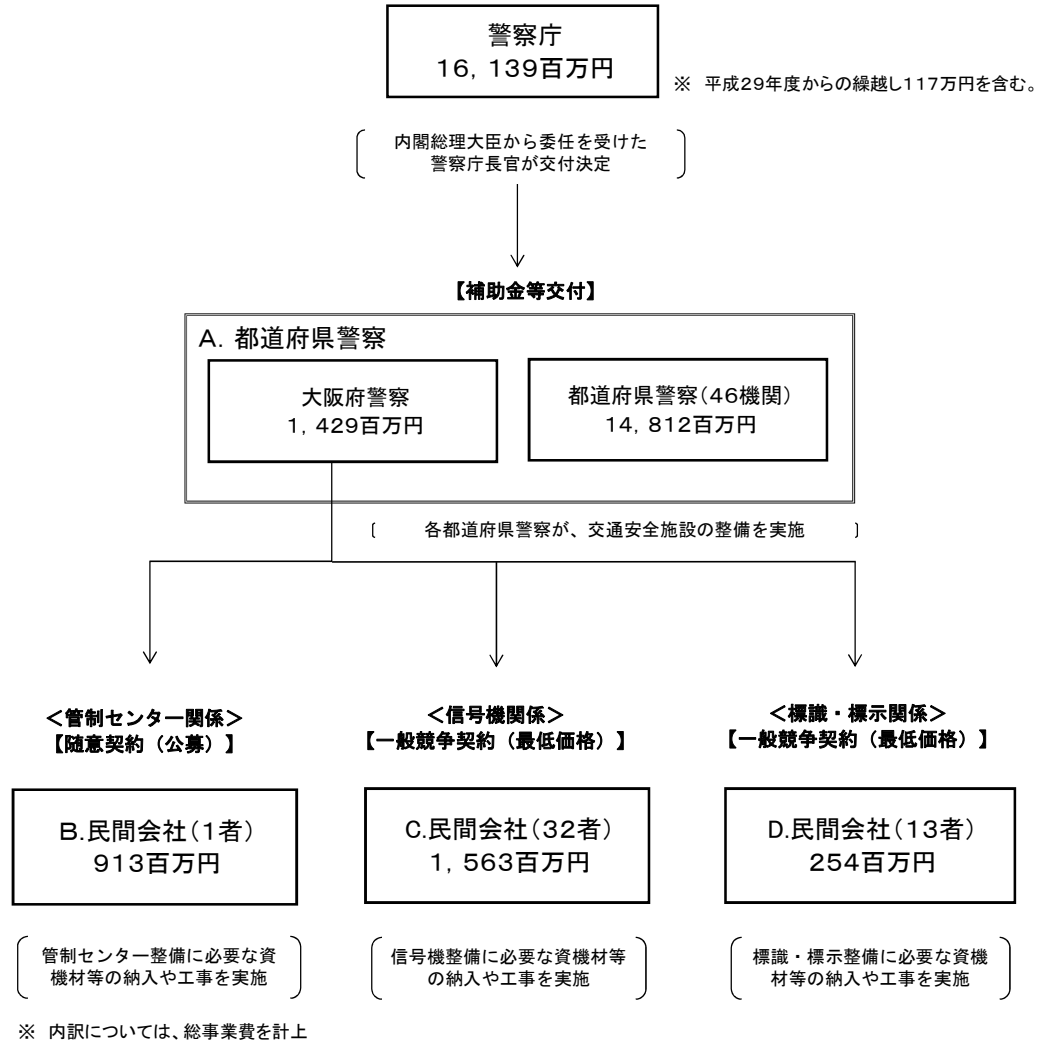 警察庁
16,139百万円
※ 平成29年度からの繰越し117万円を含む。
内閣総理大臣から委任を受けた
警察庁長官が交付決定
【補助金等交付】
A. 都道府県警察
大阪府警察
1,429百万円
都道府県警察(46機関)
14,812百万円
各都道府県警察が、交通安全施設の整備を実施
<管制センター関係>
【随意契約(公募)】
<信号機関係>
【一般競争契約(最低価格)】
<標識・標示関係>
【一般競争契約(最低価格)】
B.民間会社(1者)
913百万円
C.民間会社(32者)
1,563百万円
D.民間会社(13者)
254百万円
管制センター整備に必要な資
機材等の納入や工事を実施
信号機整備に必要な資機材等
の納入や工事を実施
標識・標示整備に必要な資機
材等の納入や工事を実施
※ 内訳については、総事業費を計上